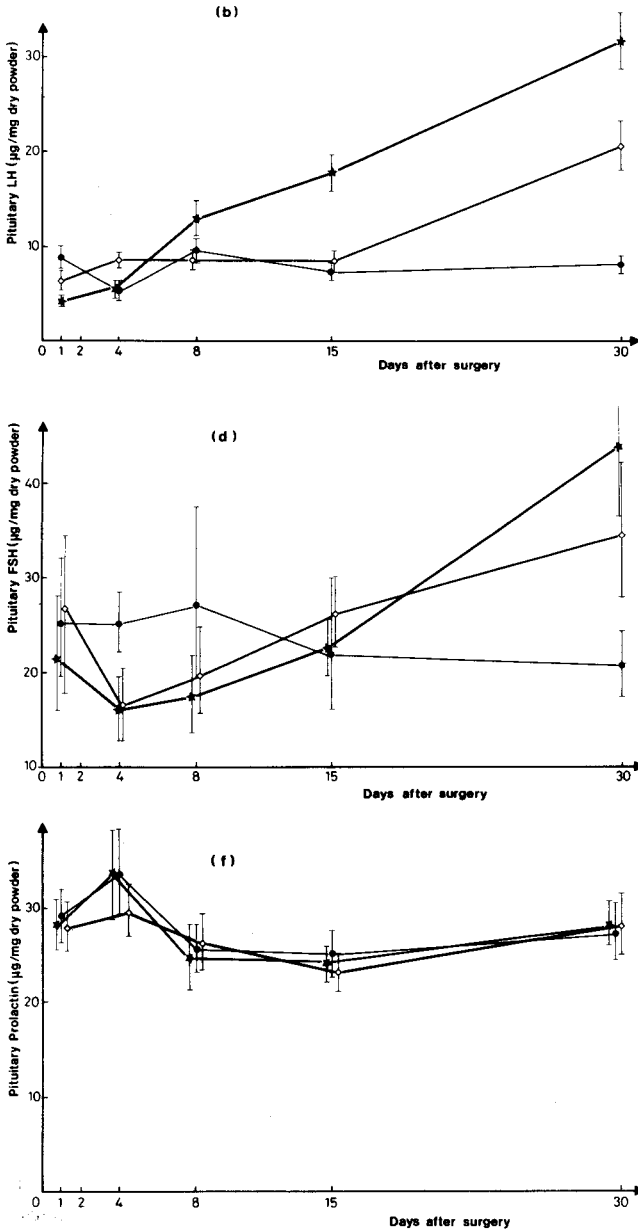 (b)
Pituitary LH (µg/mg dry powder)
30
20
10
0 1 2 4 8 15 30
Days after surgery
(d)
Pituitary FSH (µg/mg dry powder)
40
30
20
10
0 1 2 4 8 15 30
Days after surgery
(f)
Pituitary Prolactin (µg/mg dry powder)
30
20
10
0 1 2 4 8 15 30
Days after surgery